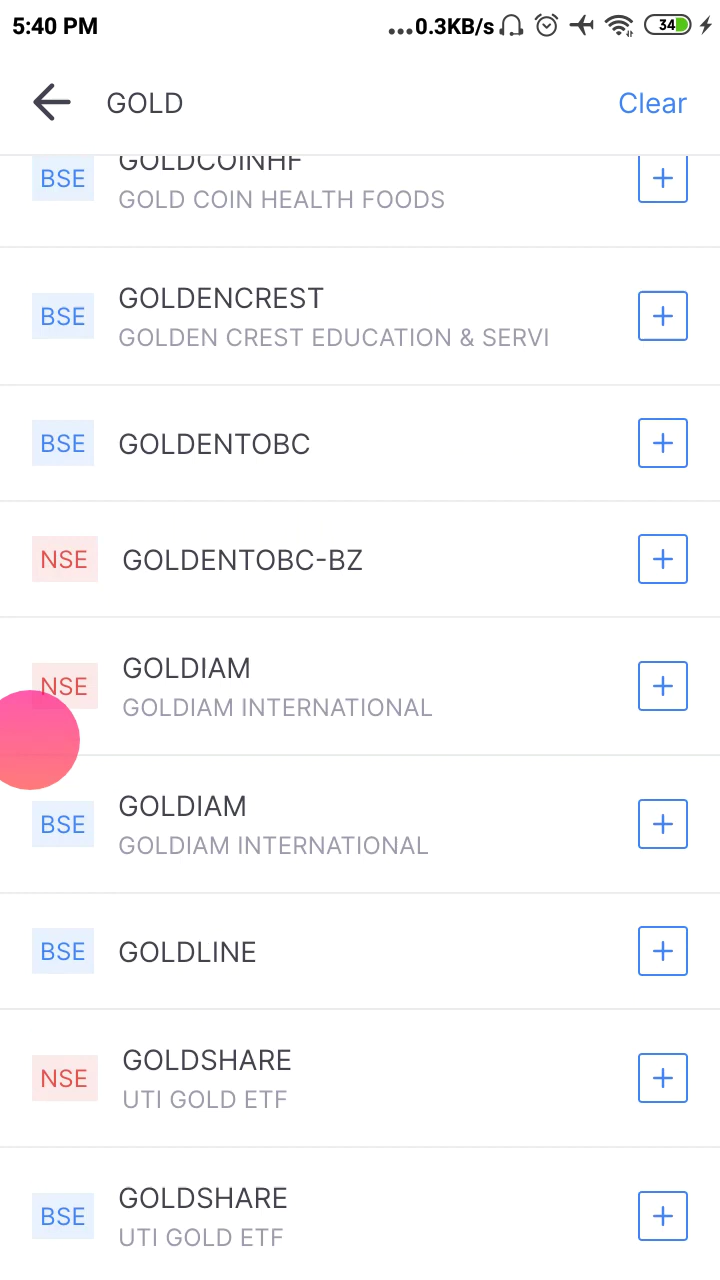 5:40 PM ...0.3KB/s 34
GOLD Clear
BSE GOLDCOINHF
GOLD COIN HEALTH FOODS
GOLDENCREST
BSE
GOLDEN CREST EDUCATION & SERVI
BSE GOLDENTOBC
NSE GOLDENTOBC-BZ
GOLDIAM
NSE
GOLDIAM INTERNATIONAL
GOLDIAM
BSE
GOLDIAM INTERNATIONAL
BSE GOLDLINE
GOLDSHARE
NSE
UTI GOLD ETF
GOLDSHARE
BSE
UTI GOLD ETF